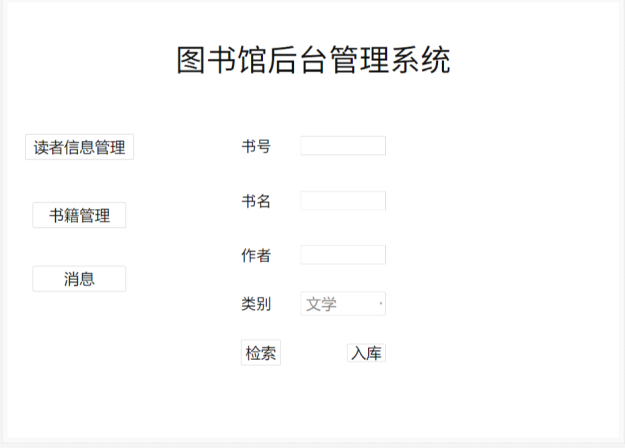 图书馆后台管理系统
读者信息管理
书籍管理
消息
书号
书名
作者
类别 文学
检索 入库